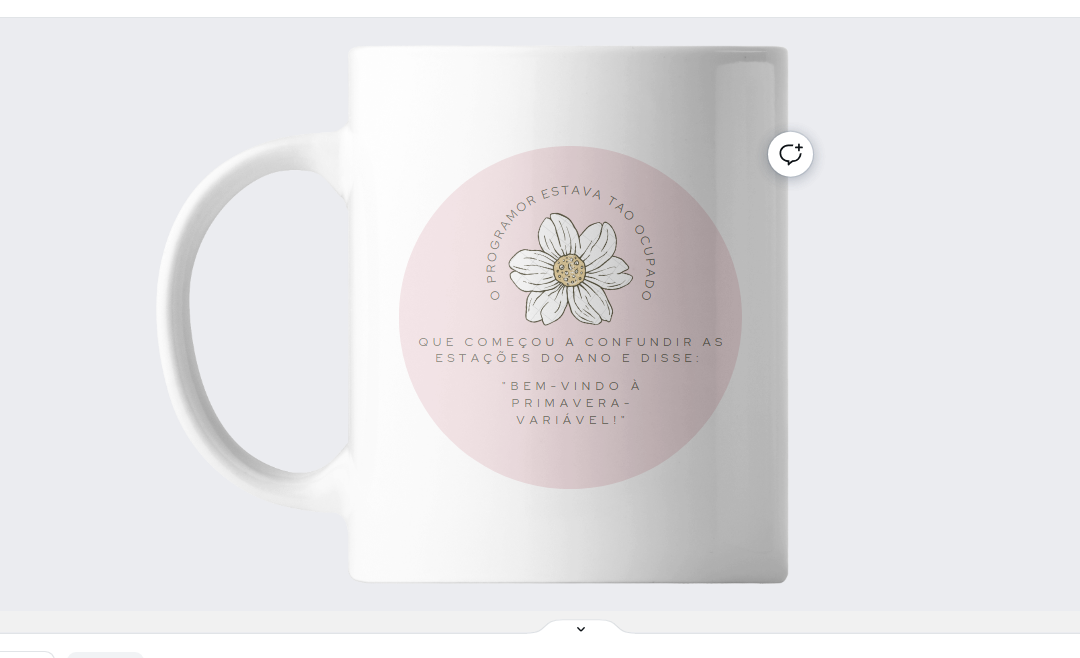 O PROGRAMOR ESTAVA TAO OCUPADO
QUE COMEÇOU A CONFUNDIR AS
ESTAÇÕES DO ANO E DISSE:
"BEM-VINDO À
PRIMAVERA-
VARIÁVEL!"